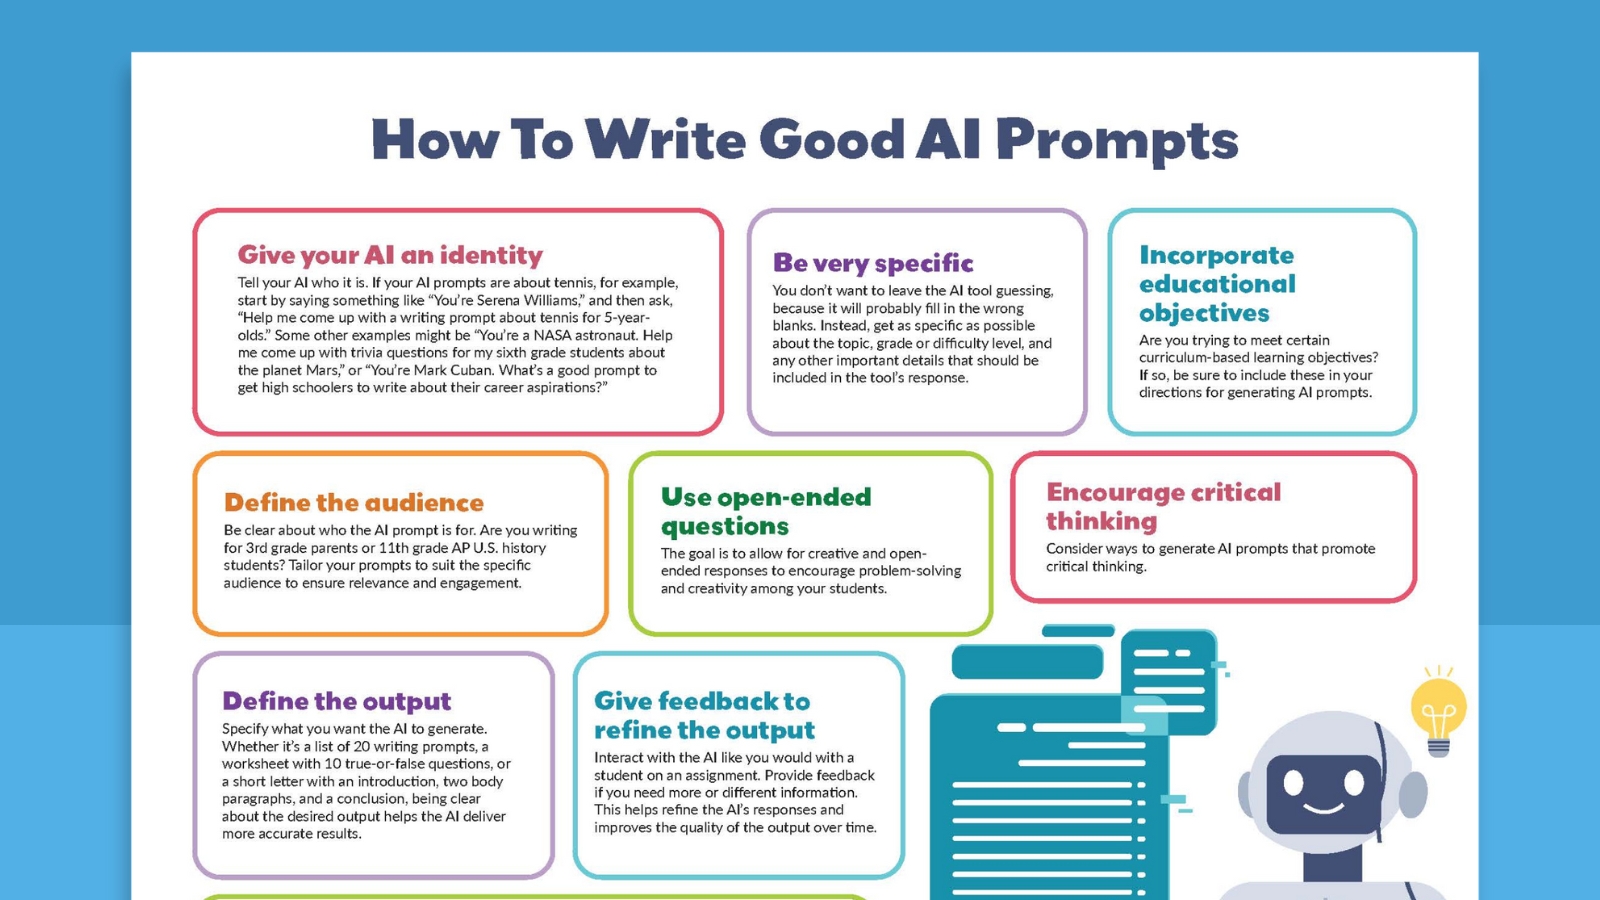 How To Write Good AI Prompts
Give your AI an identity
Tell your AI who it is. If your AI prompts are about tennis, for example,
start by saying something like “You’re Serena Williams,” and then ask,
“Help me come up with a writing prompt about tennis for 5-year-
olds.” Some other examples might be “You’re a NASA astronaut. Help
me come up with trivia questions for my sixth grade students about
the planet Mars,” or “You’re Mark Cuban. What’s a good prompt to
get high schoolers to write about their career aspirations?”
Be very specific
You don’t want to leave the AI tool guessing,
because it will probably fill in the wrong
blanks. Instead, get as specific as possible
about the topic, grade or difficulty level, and
any other important details that should be
included in the tool’s response.
Incorporate
educational
objectives
Are you trying to meet certain
curriculum-based learning objectives?
If so, be sure to include these in your
directions for generating AI prompts.
Define the audience
Be clear about who the AI prompt is for. Are you writing
for 3rd grade parents or 11th grade AP U.S. history
students? Tailor your prompts to suit the specific
audience to ensure relevance and engagement.
Use open-ended
questions
The goal is to allow for creative and open-
ended responses to encourage problem-solving
and creativity among your students.
Encourage critical
thinking
Consider ways to generate AI prompts that promote
critical thinking.
Define the output
Specify what you want the AI to generate.
Whether it’s a list of 20 writing prompts, a
worksheet with 10 true-or-false questions, or
a short letter with an introduction, two body
paragraphs, and a conclusion, being clear
about the desired output helps the AI deliver
more accurate results.
Give feedback to
refine the output
Interact with the AI like you would with a
student on an assignment. Provide feedback
if you need more or different information.
This helps refine the AI’s responses and
improves the quality of the output over time.